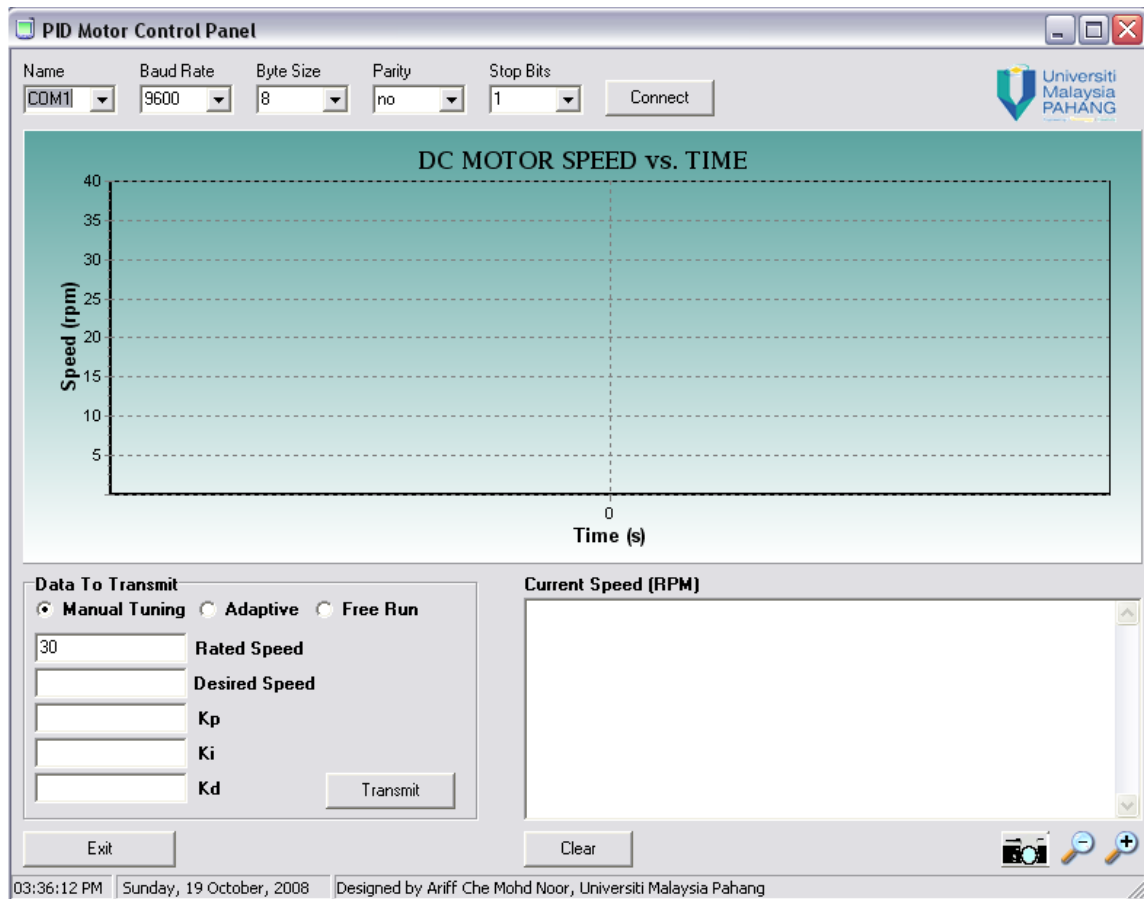 PID Motor Control Panel
Name Baud Rate Byte Size Parity Stop Bits
COM1 9600 8 no 1 Connect
Universiti
Malaysia
PAHANG
DC MOTOR SPEED vs. TIME
40
35
30
25
20
15
10
5
Speed (rpm)
0
Time (s)
Data To Transmit
Manual Tuning Adaptive Free Run
30 Rated Speed
Desired Speed
Kp
Ki
Kd
Transmit
Current Speed (RPM)
Exit
Clear
03:36:12 PM Sunday, 19 October, 2008 Designed by Ariff Che Mohd Noor, Universiti Malaysia Pahang